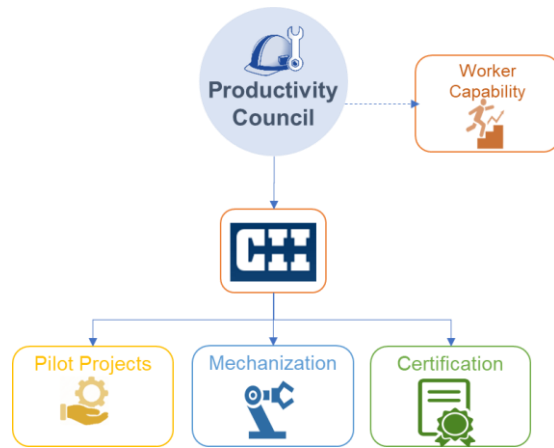 Productivity
Council
Worker
Capability
CII
Pilot Projects
Mechanization
Certification